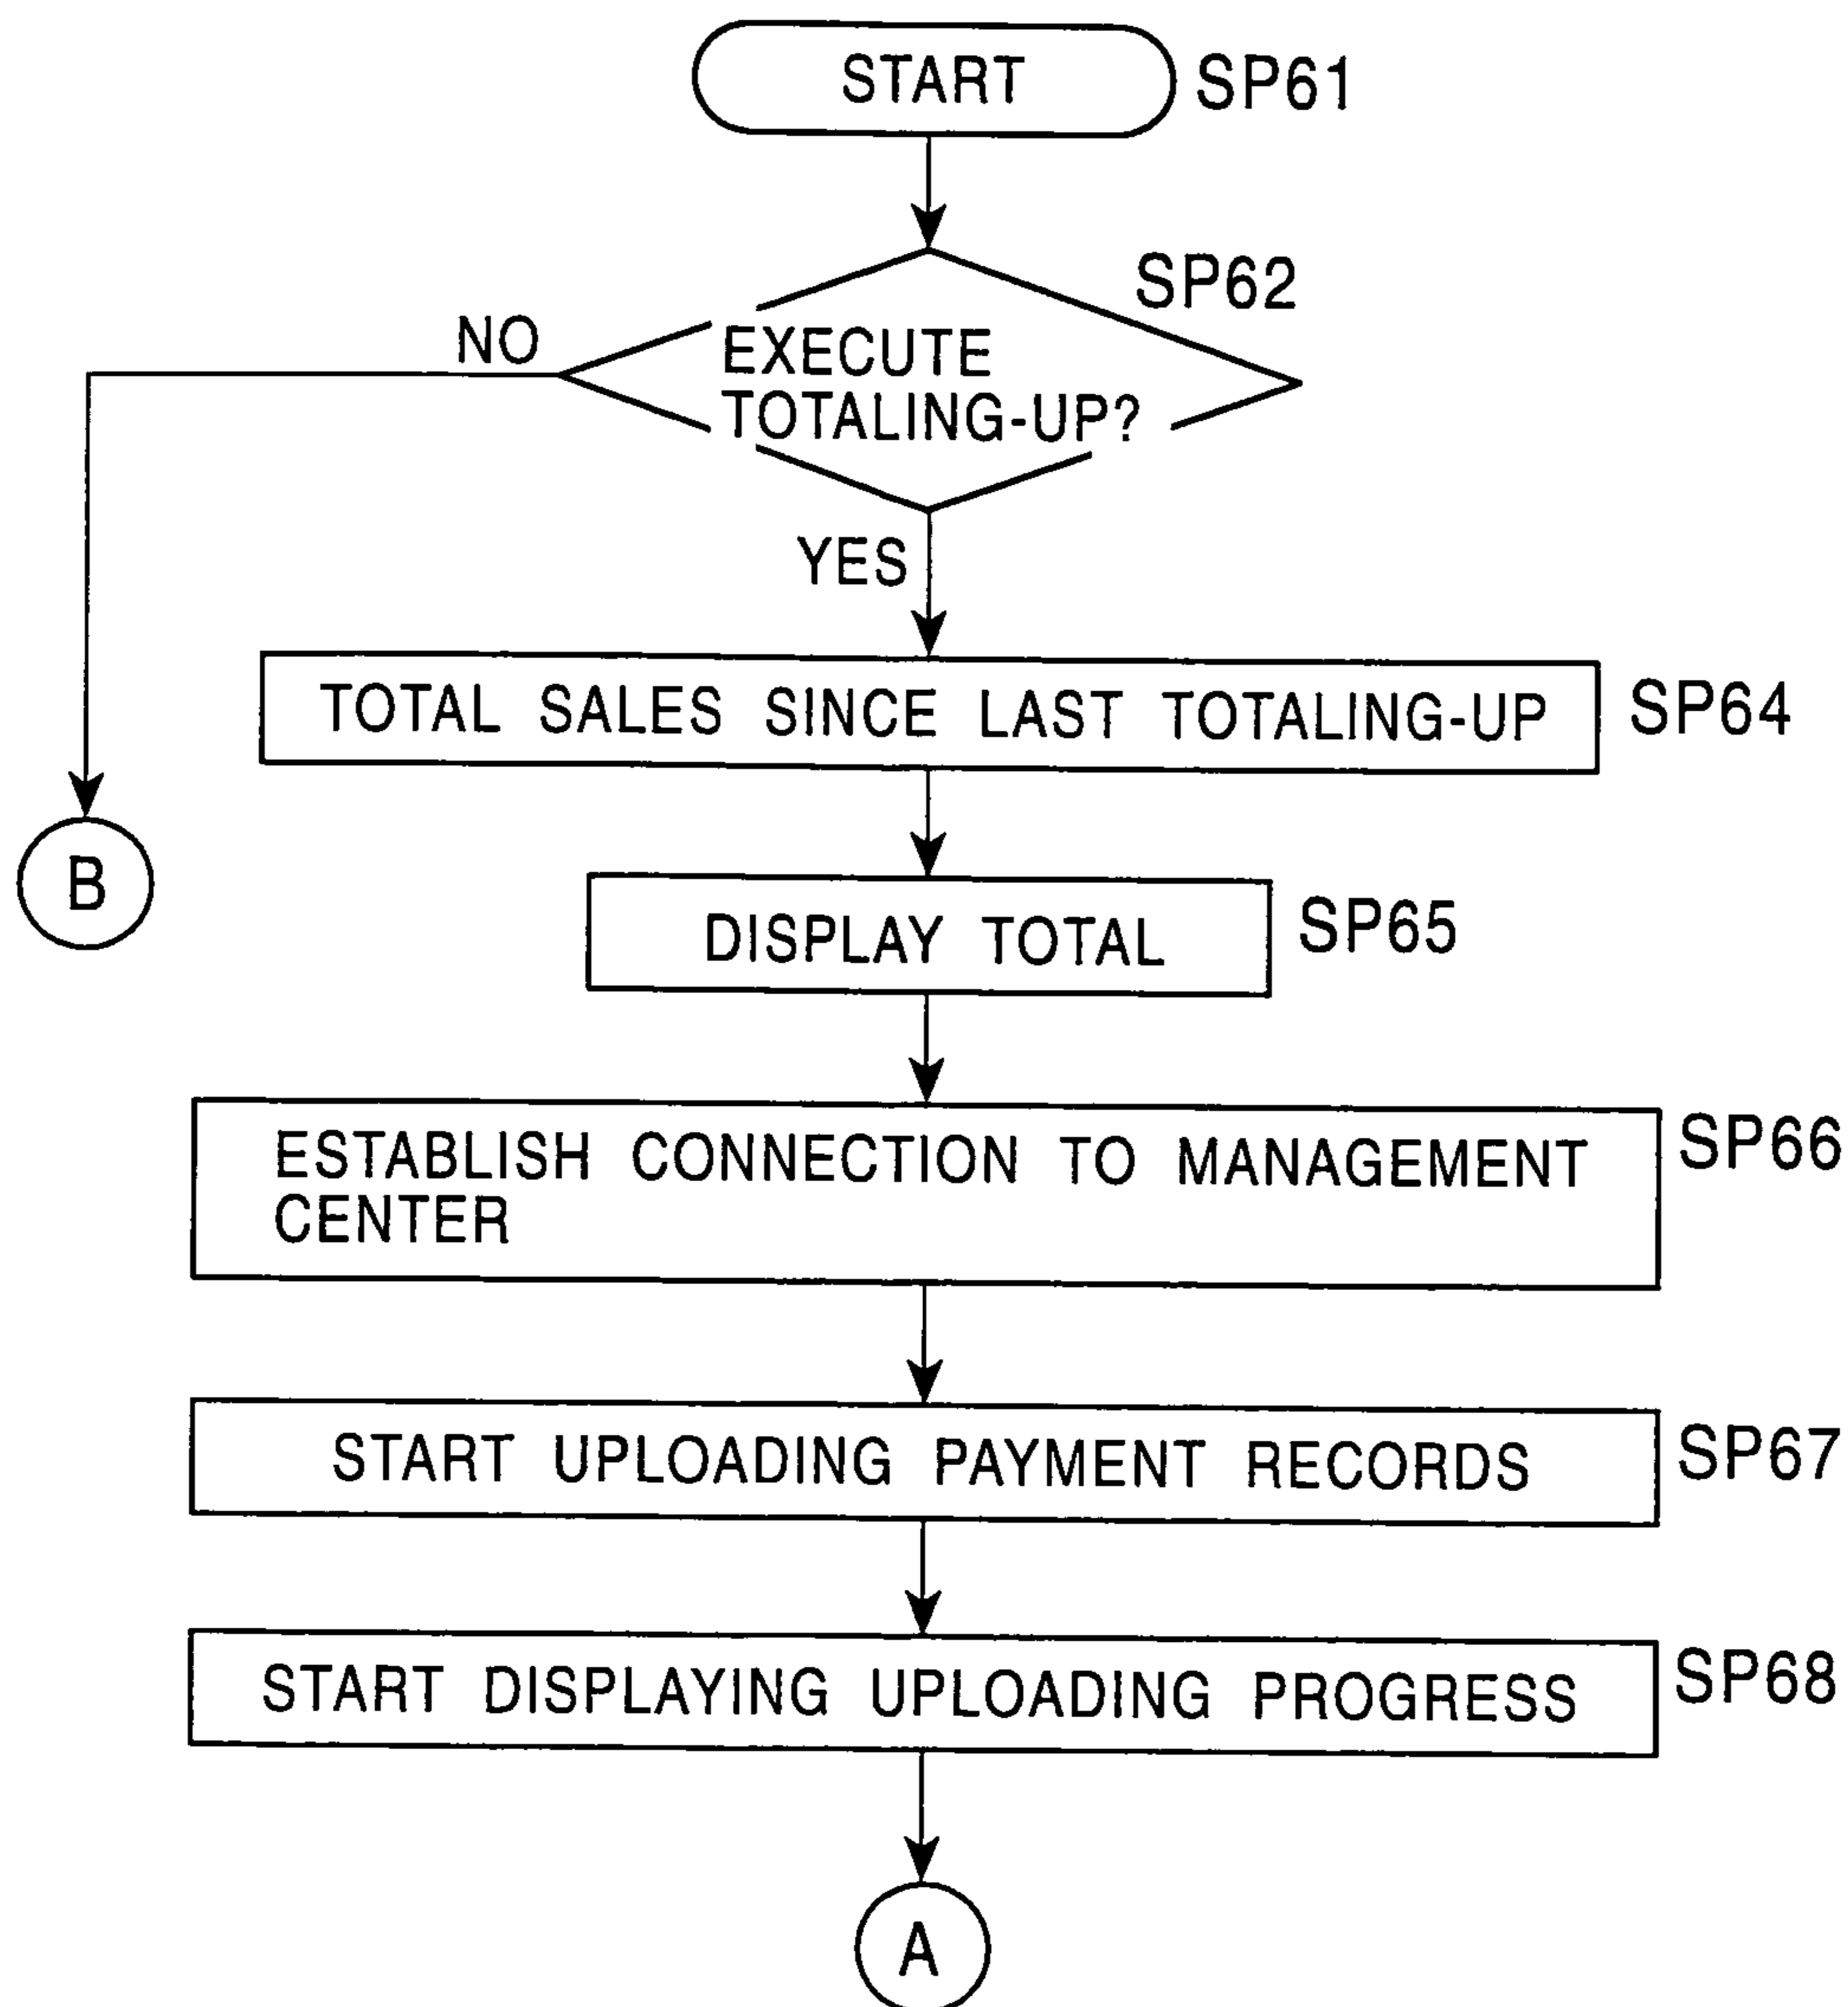 START SP61
SP62
NO
EXECUTE
TOTALING-UP?
YES
TOTAL SALES SINCE LAST TOTALING-UP SP64
B
DISPLAY TOTAL SP65
ESTABLISH CONNECTION TO MANAGEMENT SP66
CENTER
START UPLOADING PAYMENT RECORDS SP67
START DISPLAYING UPLOADING PROGRESS SP68
A